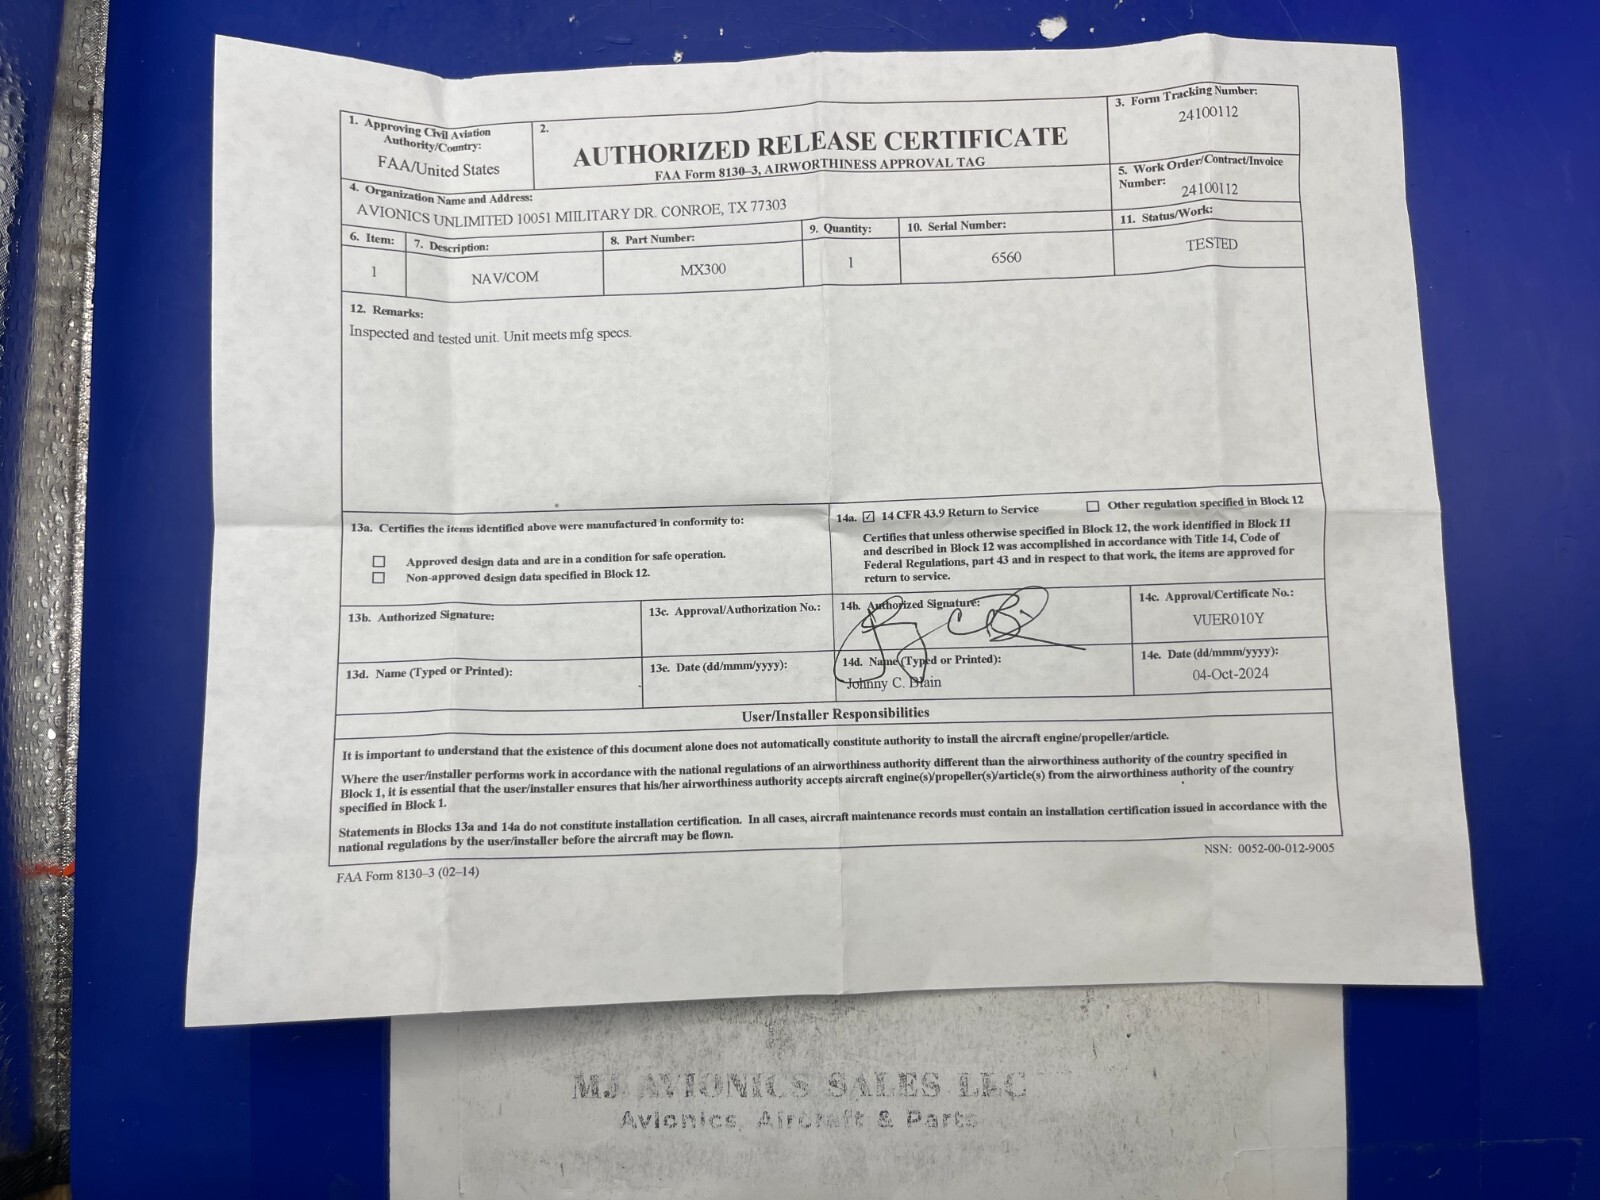 1. Approving Civil Aviation
Authority/Country:
FAA/United States
2.
AUTHORIZED RELEASE CERTIFICATE
FAA Form 8130–3, AIRWORTHINESS APPROVAL TAG
3. Form Tracking Number:
24100112
4. Organization Name and Address:
AVIONICS UNLIMITED 10051 MIILITARY DR. CONROE, TX 77303
5. Work Order/Contract/Invoice
Number:
24100112
6. Item:
7. Description:
8. Part Number:
9. Quantity:
10. Serial Number:
11. Status/Work:
1
NAV/COM
MX300
1
6560
TESTED
12. Remarks:
Inspected and tested unit. Unit meets mfg specs.
13a. Certifies the items identified above were manufactured in conformity to:
☐ Approved design data and are in a condition for safe operation.
☐ Non-approved design data specified in Block 12.
14a. ☑ 14 CFR 43.9 Return to Service ☐ Other regulation specified in Block 12
Certifies that unless otherwise specified in Block 12, the work identified in Block 11
and described in Block 12 was accomplished in accordance with Title 14, Code of
Federal Regulations, part 43 and in respect to that work, the items are approved for
return to service.
13b. Authorized Signature:
13c. Approval/Authorization No.:
14b. Authorized Signature:
14c. Approval/Certificate No.:
VUER010Y
13d. Name (Typed or Printed):
13e. Date (dd/mmm/yyyy):
14d. Name (Typed or Printed):
Johnny C. Blain
14e. Date (dd/mmm/yyyy):
04-Oct-2024
User/Installer Responsibilities
It is important to understand that the existence of this document alone does not automatically constitute authority to install the aircraft engine/propeller/article.
Where the user/installer performs work in accordance with the national regulations of an airworthiness authority different than the airworthiness authority of the country specified in
Block 1, it is essential that the user/installer ensures that his/her airworthiness authority accepts aircraft engine(s)/propeller(s)/article(s) from the airworthiness authority of the country
specified in Block 1.
Statements in Blocks 13a and 14a do not constitute installation certification. In all cases, aircraft maintenance records must contain an installation certification issued in accordance with the
national regulations by the user/installer before the aircraft may be flown.
FAA Form 8130–3 (02-14)
NSN: 0052-00-012-9005
MJ AVIONICS SALES LLC
Avionics, Aircraft & Parts